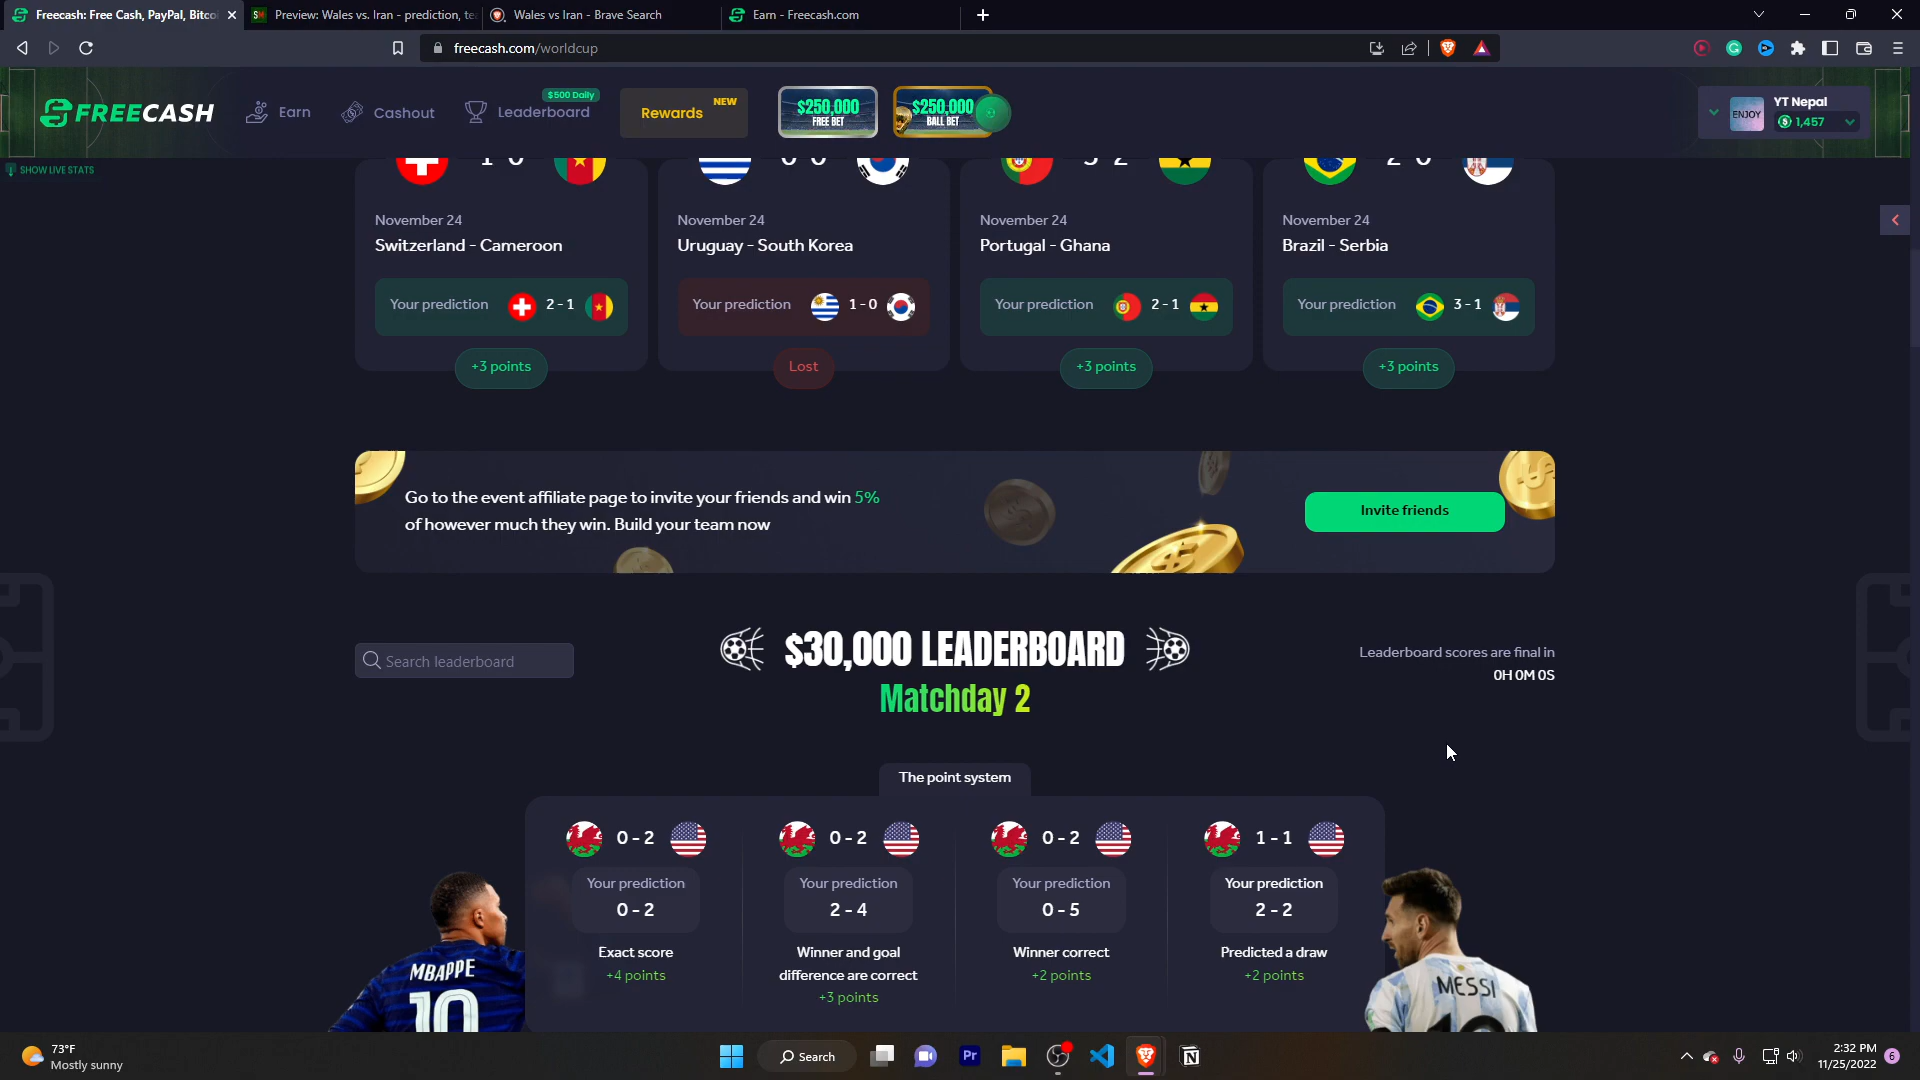 Freecash: Free Cash, PayPal, Bitco
Preview: Wales vs. Iran - prediction, te
Wales vs Iran - Brave Search
Earn - Freecash.com
freecash.com/worldcup
FREECASH
Earn
Cashout
Leaderboard
$500 Daily
Rewards
NEW
$250,000
FREE BET
$250,000
BALL BET
ENJOY
YT Nepal
1,457
SHOW LIVE STATS
November 24
Switzerland - Cameroon
Your prediction 2 - 1
+3 points
November 24
Uruguay - South Korea
Your prediction 1 - 0
Lost
November 24
Portugal - Ghana
Your prediction 2 - 1
+3 points
November 24
Brazil - Serbia
Your prediction 3 - 1
+3 points
Go to the event affiliate page to invite your friends and win 5%
of however much they win. Build your team now
Invite friends
Search leaderboard
$30,000 LEADERBOARD
Matchday 2
Leaderboard scores are final in
0H 0M 0S
The point system
0 - 2
Your prediction
0 - 2
Exact score
+4 points
0 - 2
Your prediction
2 - 4
Winner and goal
difference are correct
+3 points
0 - 2
Your prediction
0 - 5
Winner correct
+2 points
1 - 1
Your prediction
2 - 2
Predicted a draw
+2 points
MBAPPE
10
MESSI
10
73°F
Mostly sunny
Search
Pr
2:32 PM
11/25/2022
6